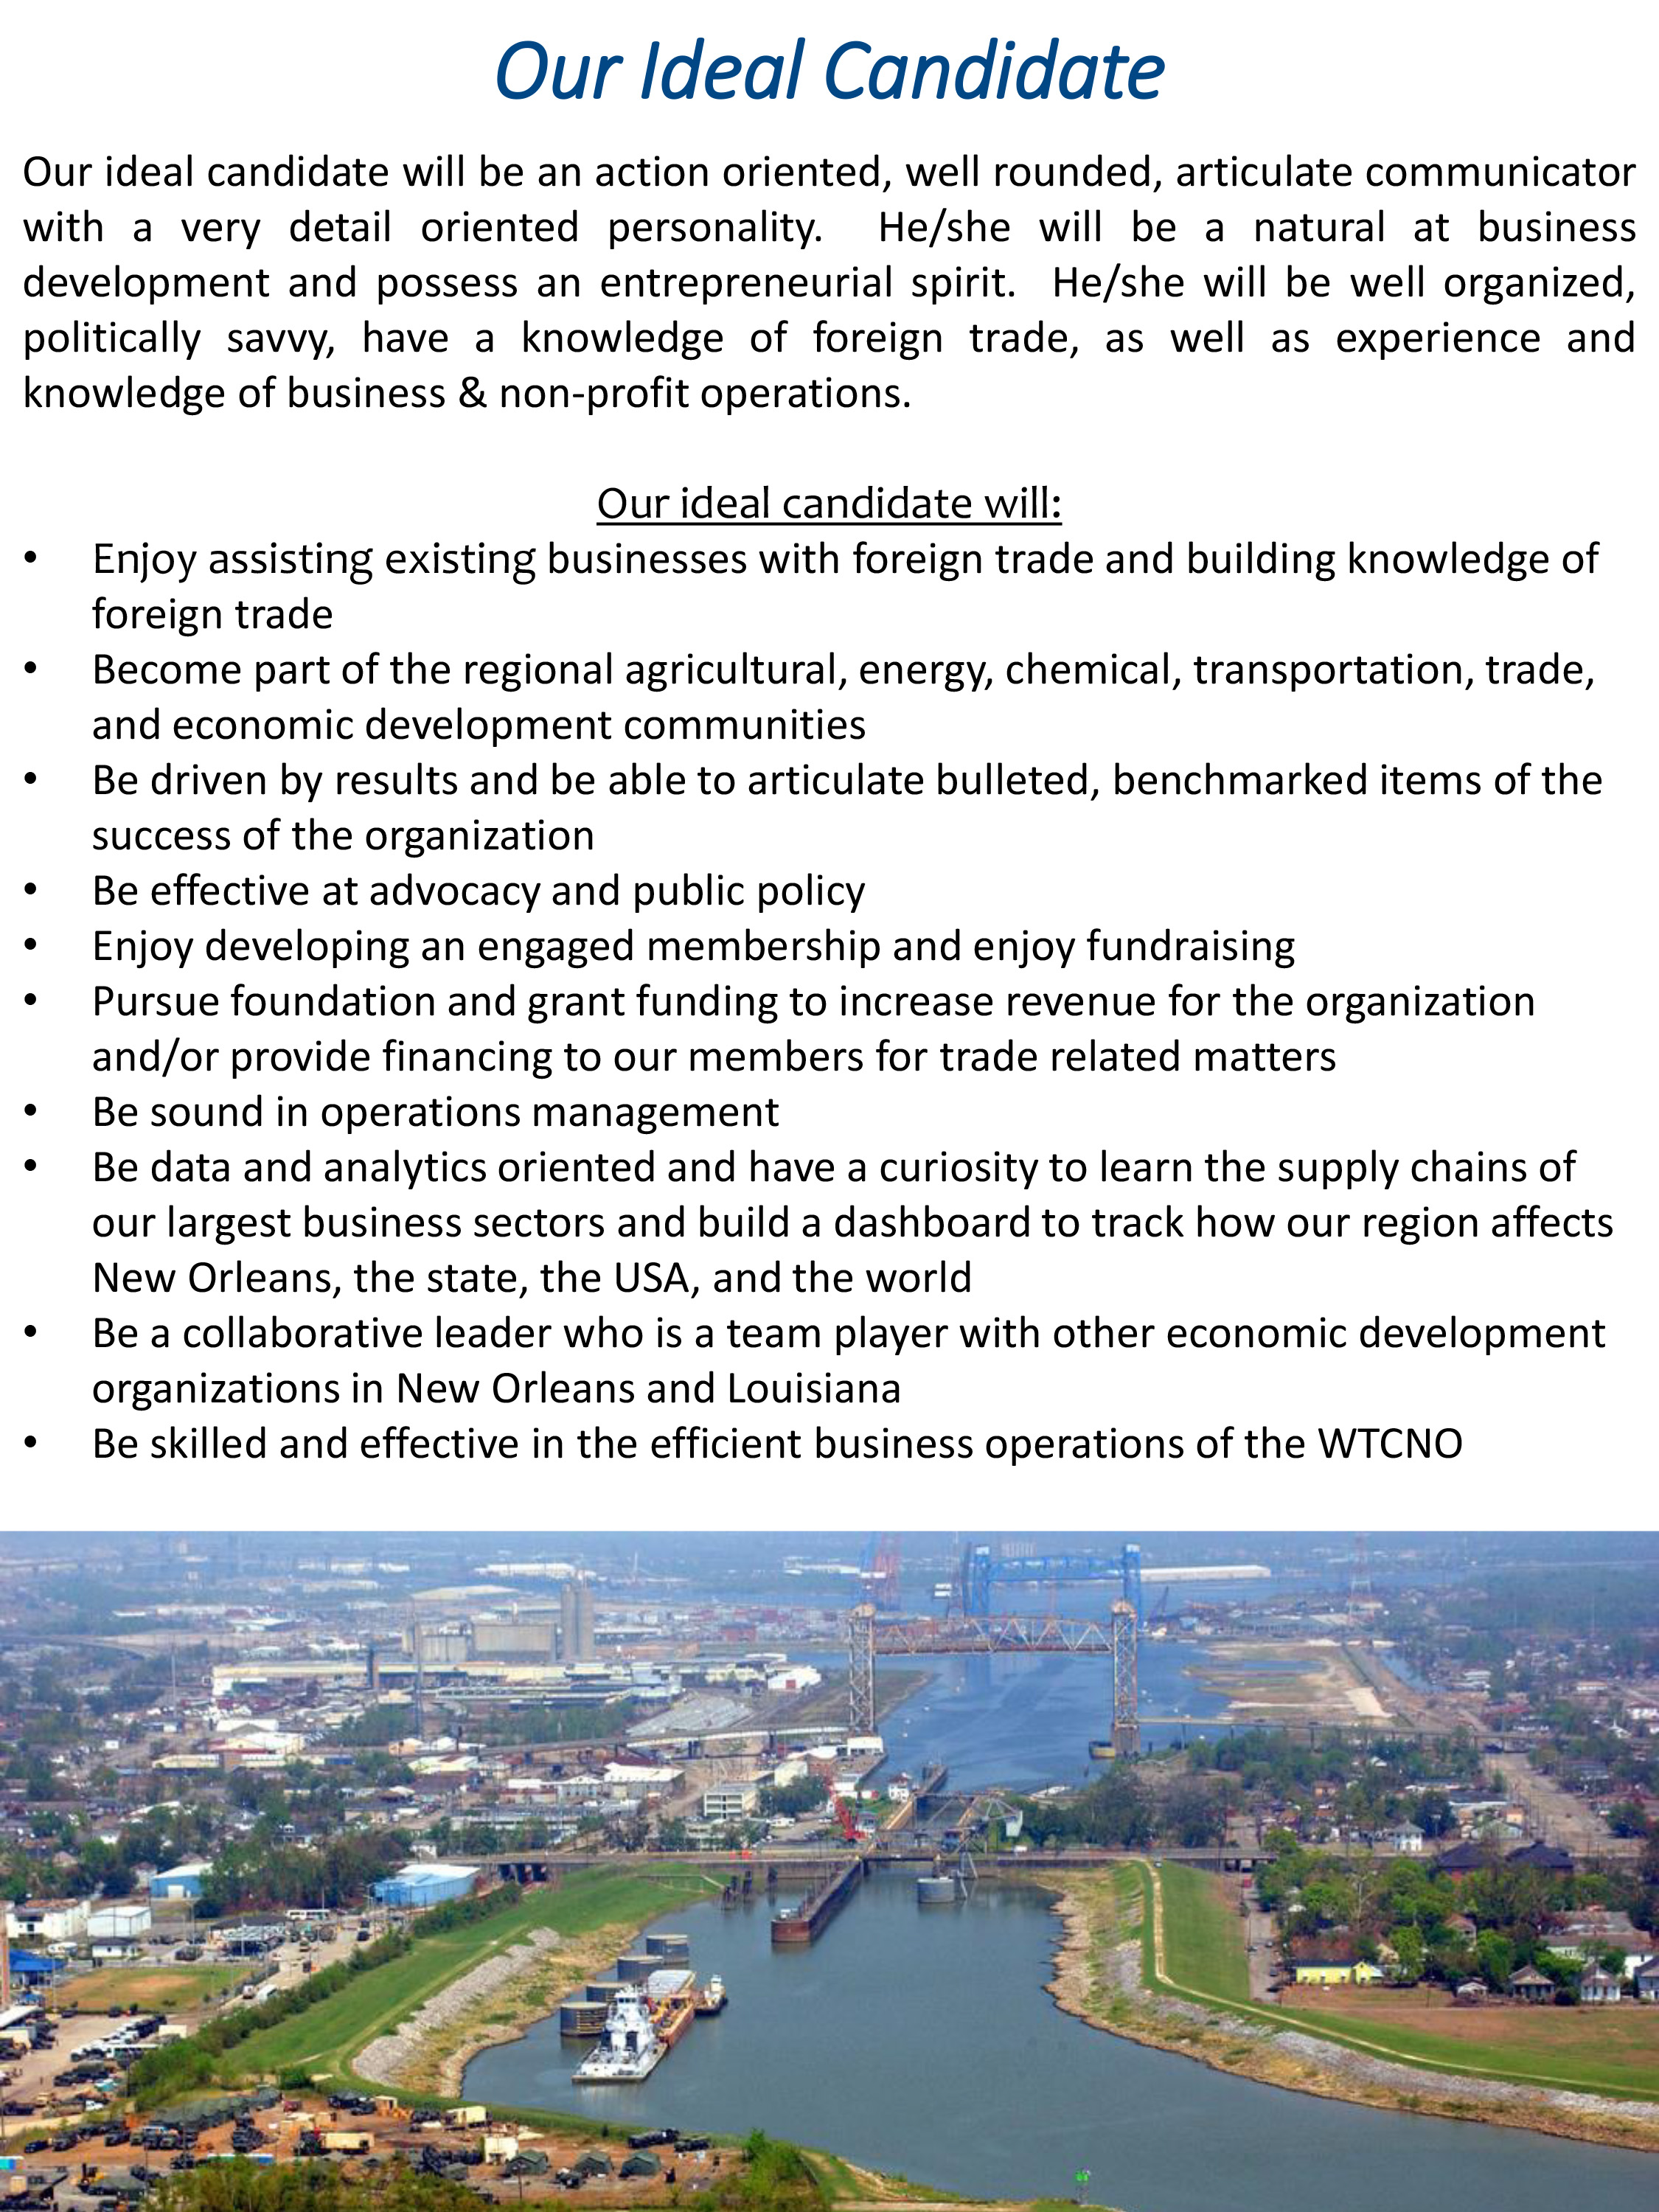 Our Ideal Candidate
Our ideal candidate will be an action oriented, well rounded, articulate communicator
with a very detail oriented personality.  He/she will be a natural at business
development and possess an entrepreneurial spirit.  He/she will be well organized,
politically savvy, have a knowledge of foreign trade, as well as experience and
knowledge of business & non-profit operations.
Our ideal candidate will:
• Enjoy assisting existing businesses with foreign trade and building knowledge of
foreign trade
• Become part of the regional agricultural, energy, chemical, transportation, trade,
and economic development communities
• Be driven by results and be able to articulate bulleted, benchmarked items of the
success of the organization
• Be effective at advocacy and public policy
• Enjoy developing an engaged membership and enjoy fundraising
• Pursue foundation and grant funding to increase revenue for the organization
and/or provide financing to our members for trade related matters
• Be sound in operations management
• Be data and analytics oriented and have a curiosity to learn the supply chains of
our largest business sectors and build a dashboard to track how our region affects
New Orleans, the state, the USA, and the world
• Be a collaborative leader who is a team player with other economic development
organizations in New Orleans and Louisiana
• Be skilled and effective in the efficient business operations of the WTCNO